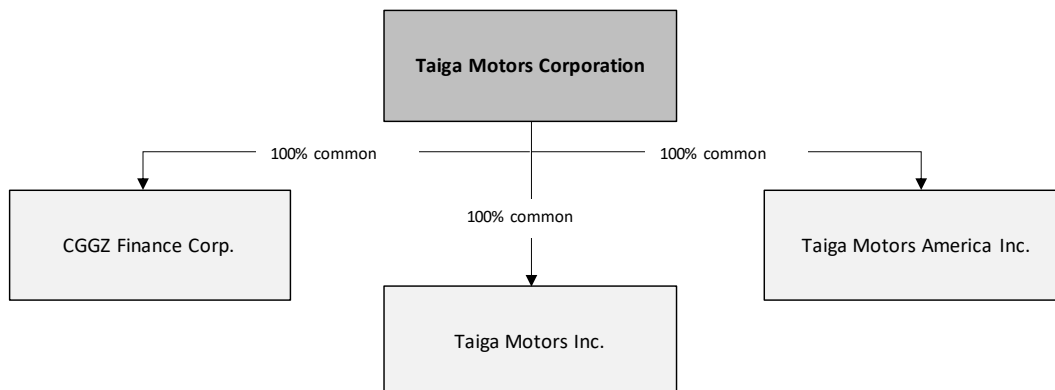 Taiga Motors Corporation
100% common
100% common
100% common
CGGZ Finance Corp.
Taiga Motors America Inc.
Taiga Motors Inc.